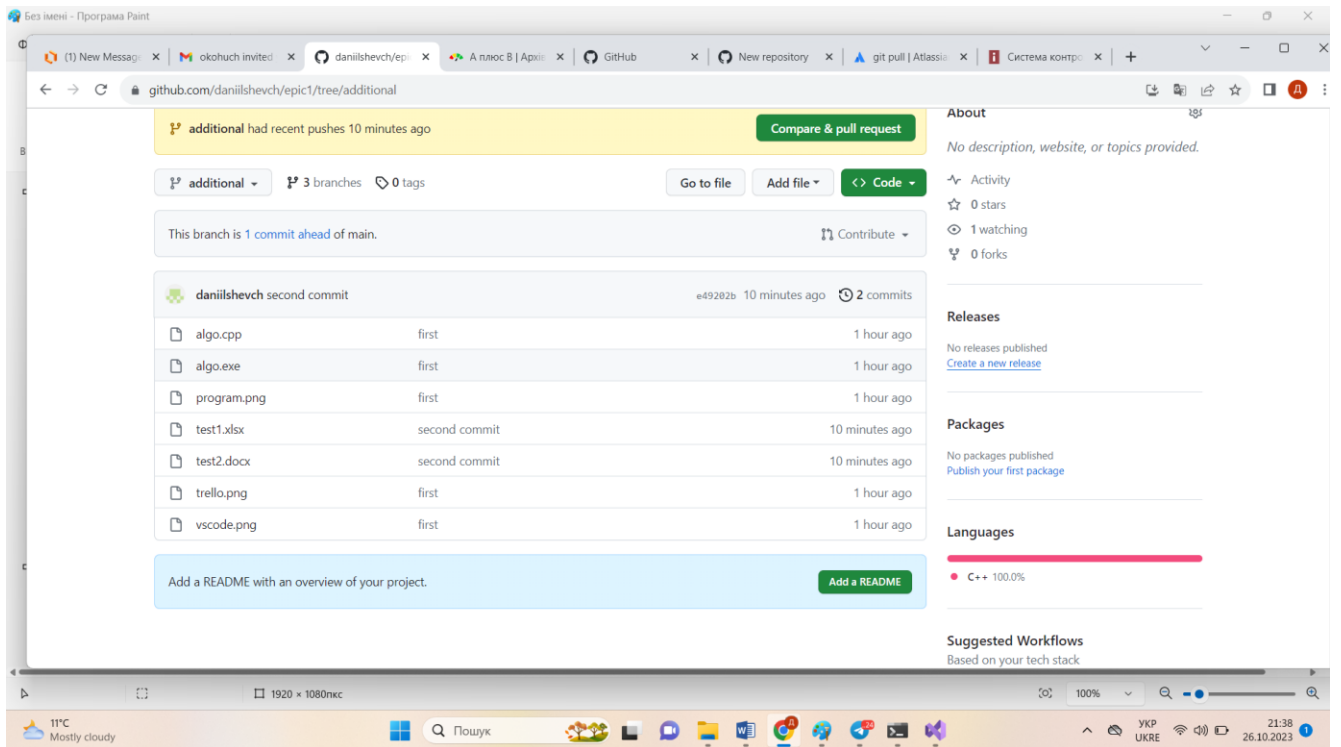 Без імені - Програма Paint
(1) New Messag
okohuch invited
daniilshevch/epi
А плюс В | Архі
GitHub
New repository
git pull | Atlassia
Система контро
github.com/daniilshevch/epic1/tree/additional
Д
additional had recent pushes 10 minutes ago
Compare & pull request
additional
3 branches
0 tags
Go to file
Add file
<> Code
This branch is 1 commit ahead of main.
Contribute
daniilshevch second commit
e49202b 10 minutes ago
2 commits
algo.cpp first 1 hour ago
algo.exe first 1 hour ago
program.png first 1 hour ago
test1.xlsx second commit 10 minutes ago
test2.docx second commit 10 minutes ago
trello.png first 1 hour ago
vscode.png first 1 hour ago
Add a README with an overview of your project.
Add a README
About
No description, website, or topics provided.
Activity
0 stars
1 watching
0 forks
Releases
No releases published
Create a new release
Packages
No packages published
Publish your first package
Languages
C++ 100.0%
Suggested Workflows
Based on your tech stack
1920 × 1080пкс
100%
11°C
Mostly cloudy
Пошук
Д
24
УКР
UKRE
21:38
26.10.2023
1